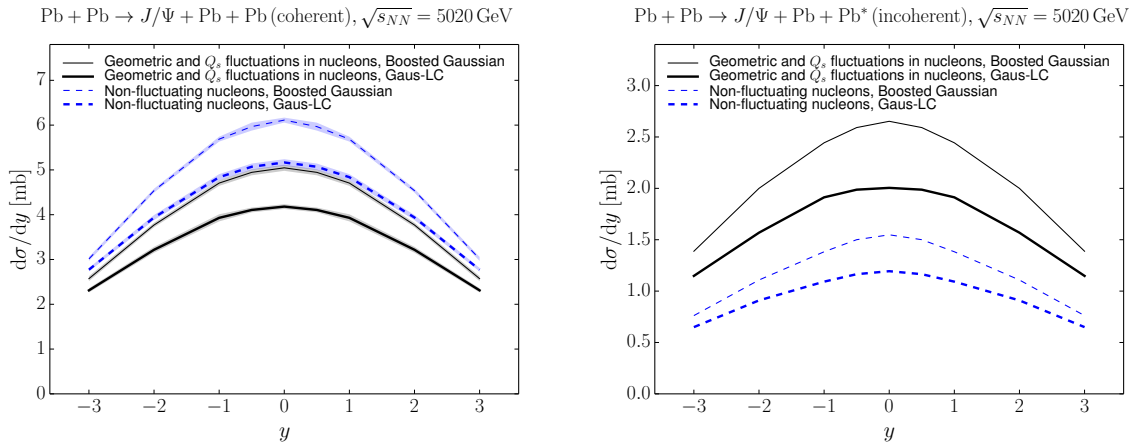 Pb + Pb → J/Ψ + Pb + Pb (coherent), √s_NN = 5020 GeV
7
6
5
4
3
2
1
0
dσ/dy [mb]
Geometric and Q_s fluctuations in nucleons, Boosted Gaussian
Geometric and Q_s fluctuations in nucleons, Gaus-LC
Non-fluctuating nucleons, Boosted Gaussian
Non-fluctuating nucleons, Gaus-LC
−3 −2 −1 0 1 2 3
y
Pb + Pb → J/Ψ + Pb + Pb* (incoherent), √s_NN = 5020 GeV
3.0
2.5
2.0
1.5
1.0
0.5
0.0
dσ/dy [mb]
Geometric and Q_s fluctuations in nucleons, Boosted Gaussian
Geometric and Q_s fluctuations in nucleons, Gaus-LC
Non-fluctuating nucleons, Boosted Gaussian
Non-fluctuating nucleons, Gaus-LC
−3 −2 −1 0 1 2 3
y